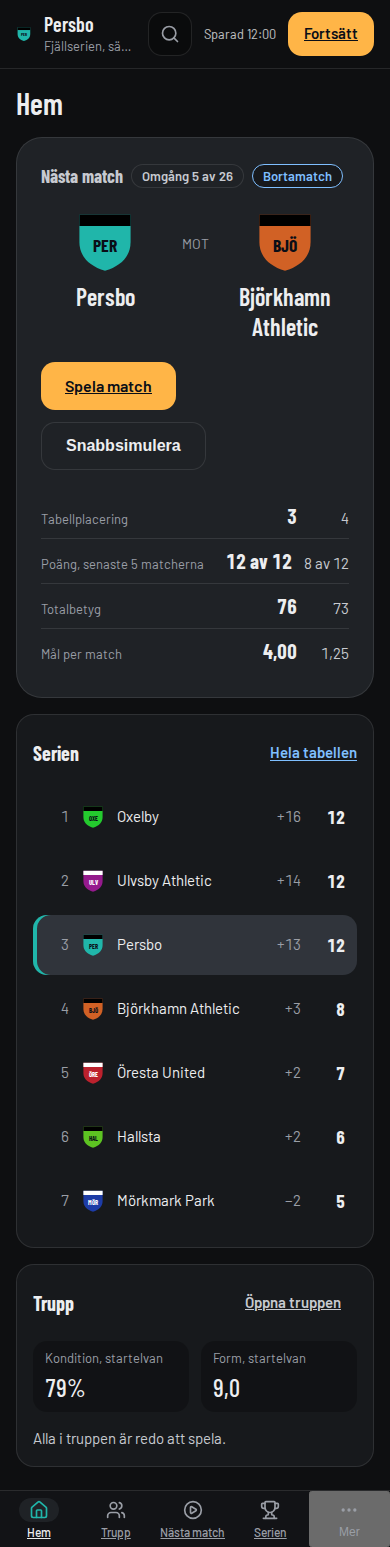 Persbo
Fjällserien, sä...
Sparad 12:00
Fortsätt
Hem
Nästa match
Omgång 5 av 26
Bortamatch
PER
MOT
BJÖ
Persbo
Björkhamn
Athletic
Spela match
Snabbsimulera
Tabellplacering 3 4
Poäng, senaste 5 matcherna 12 av 12 8 av 12
Totalbetyg 76 73
Mål per match 4,00 1,25
Serien
Hela tabellen
1 OXE Oxelby +16 12
2 ULV Ulvsby Athletic +14 12
3 PER Persbo +13 12
4 BJÖ Björkhamn Athletic +3 8
5 ÖRE Öresta United +2 7
6 HAL Hallsta +2 6
7 MÖR Mörkmark Park −2 5
Trupp
Öppna truppen
Kondition, startelvan
79%
Form, startelvan
9,0
Alla i truppen är redo att spela.
Hem
Trupp
Nästa match
Serien
Mer